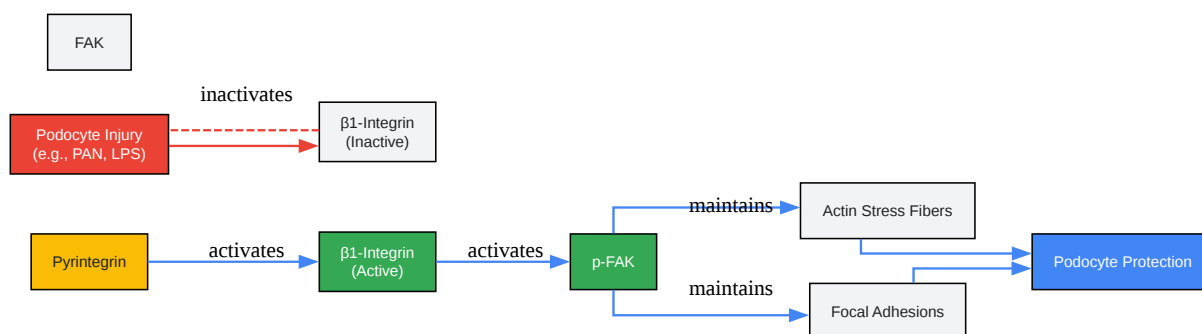 FAK
inactivates
Podocyte Injury
(e.g., PAN, LPS)
β1-Integrin
(Inactive)
maintains
Actin Stress Fibers
Pyrintegrin
activates
β1-Integrin
(Active)
activates
p-FAK
Podocyte Protection
maintains
Focal Adhesions